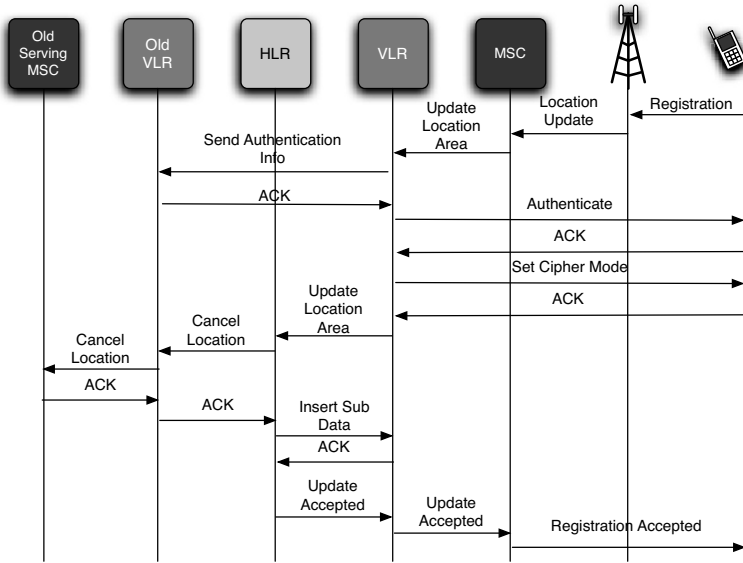 Old
Serving
MSC
Old
VLR
HLR
VLR
MSC
Registration
Location
Update
Update
Location
Area
Send Authentication
Info
ACK
Authenticate
ACK
Set Cipher Mode
ACK
Update
Location
Area
Cancel
Location
Cancel
Location
ACK
ACK
Insert Sub
Data
ACK
Update
Accepted
Update
Accepted
Registration Accepted